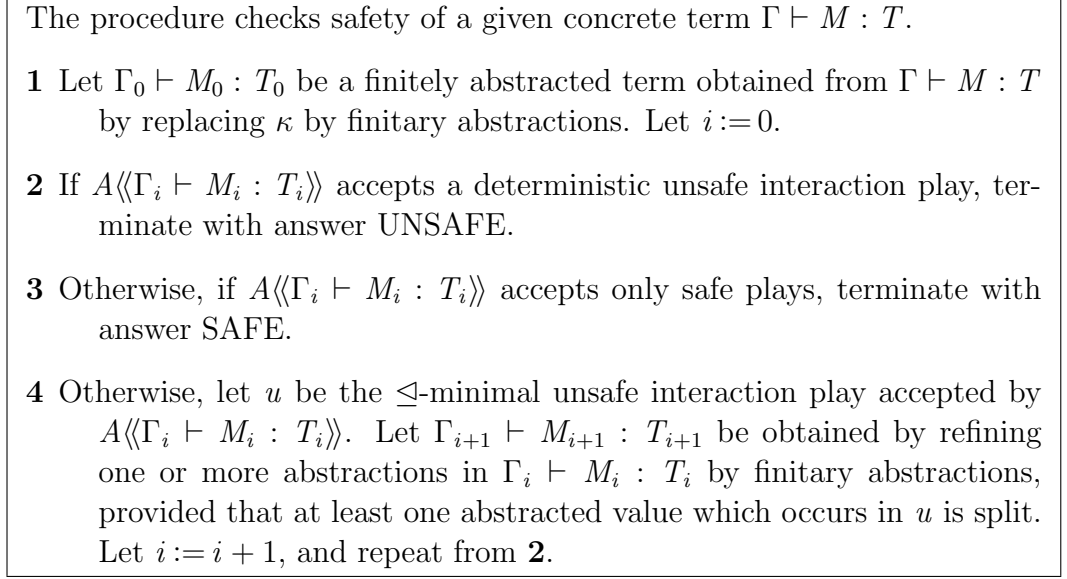 The procedure checks safety of a given concrete term Γ ⊢ M : T.
1 Let Γ₀ ⊢ M₀ : T₀ be a finitely abstracted term obtained from Γ ⊢ M : T
by replacing κ by finitary abstractions. Let i := 0.
2 If A⟪Γᵢ ⊢ Mᵢ : Tᵢ⟫ accepts a deterministic unsafe interaction play, ter-
minate with answer UNSAFE.
3 Otherwise, if A⟪Γᵢ ⊢ Mᵢ : Tᵢ⟫ accepts only safe plays, terminate with
answer SAFE.
4 Otherwise, let u be the ⊴-minimal unsafe interaction play accepted by
A⟪Γᵢ ⊢ Mᵢ : Tᵢ⟫. Let Γᵢ₊₁ ⊢ Mᵢ₊₁ : Tᵢ₊₁ be obtained by refining
one or more abstractions in Γᵢ ⊢ Mᵢ : Tᵢ by finitary abstractions,
provided that at least one abstracted value which occurs in u is split.
Let i := i + 1, and repeat from 2.